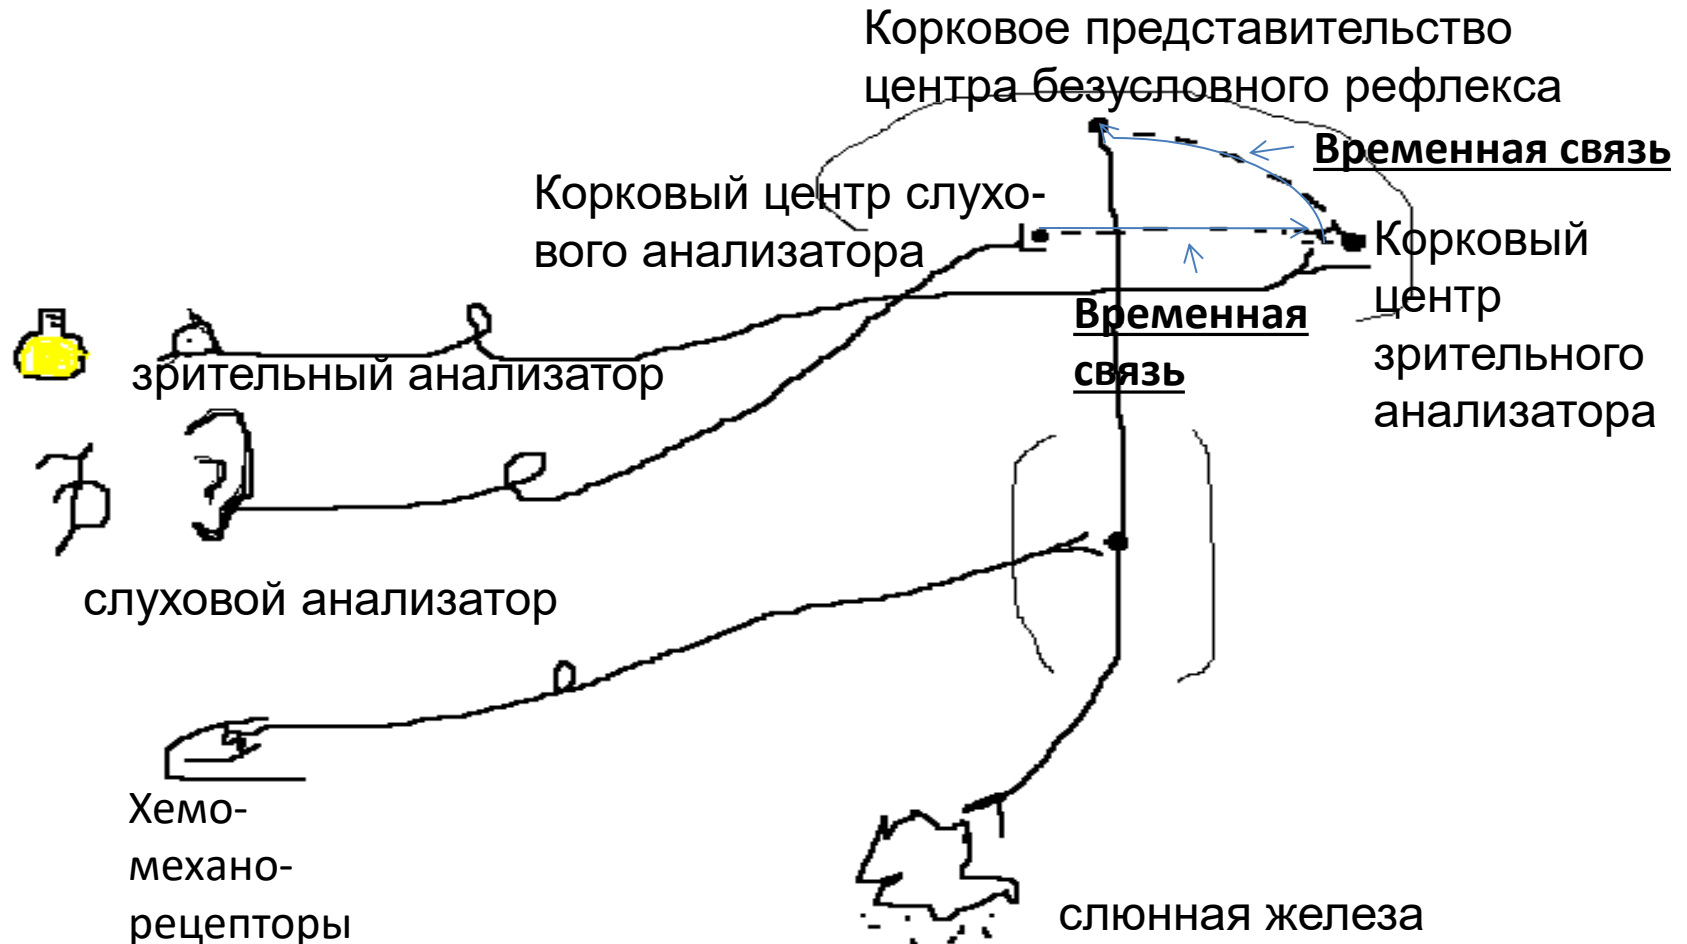 Корковое представительство
центра безусловного рефлекса
Временная связь
Корковый центр слухо-
вого анализатора
Корковый
центр
зрительного
анализатора
Временная
связь
зрительный анализатор
слуховой анализатор
Хемо-
механо-
рецепторы
слюнная железа